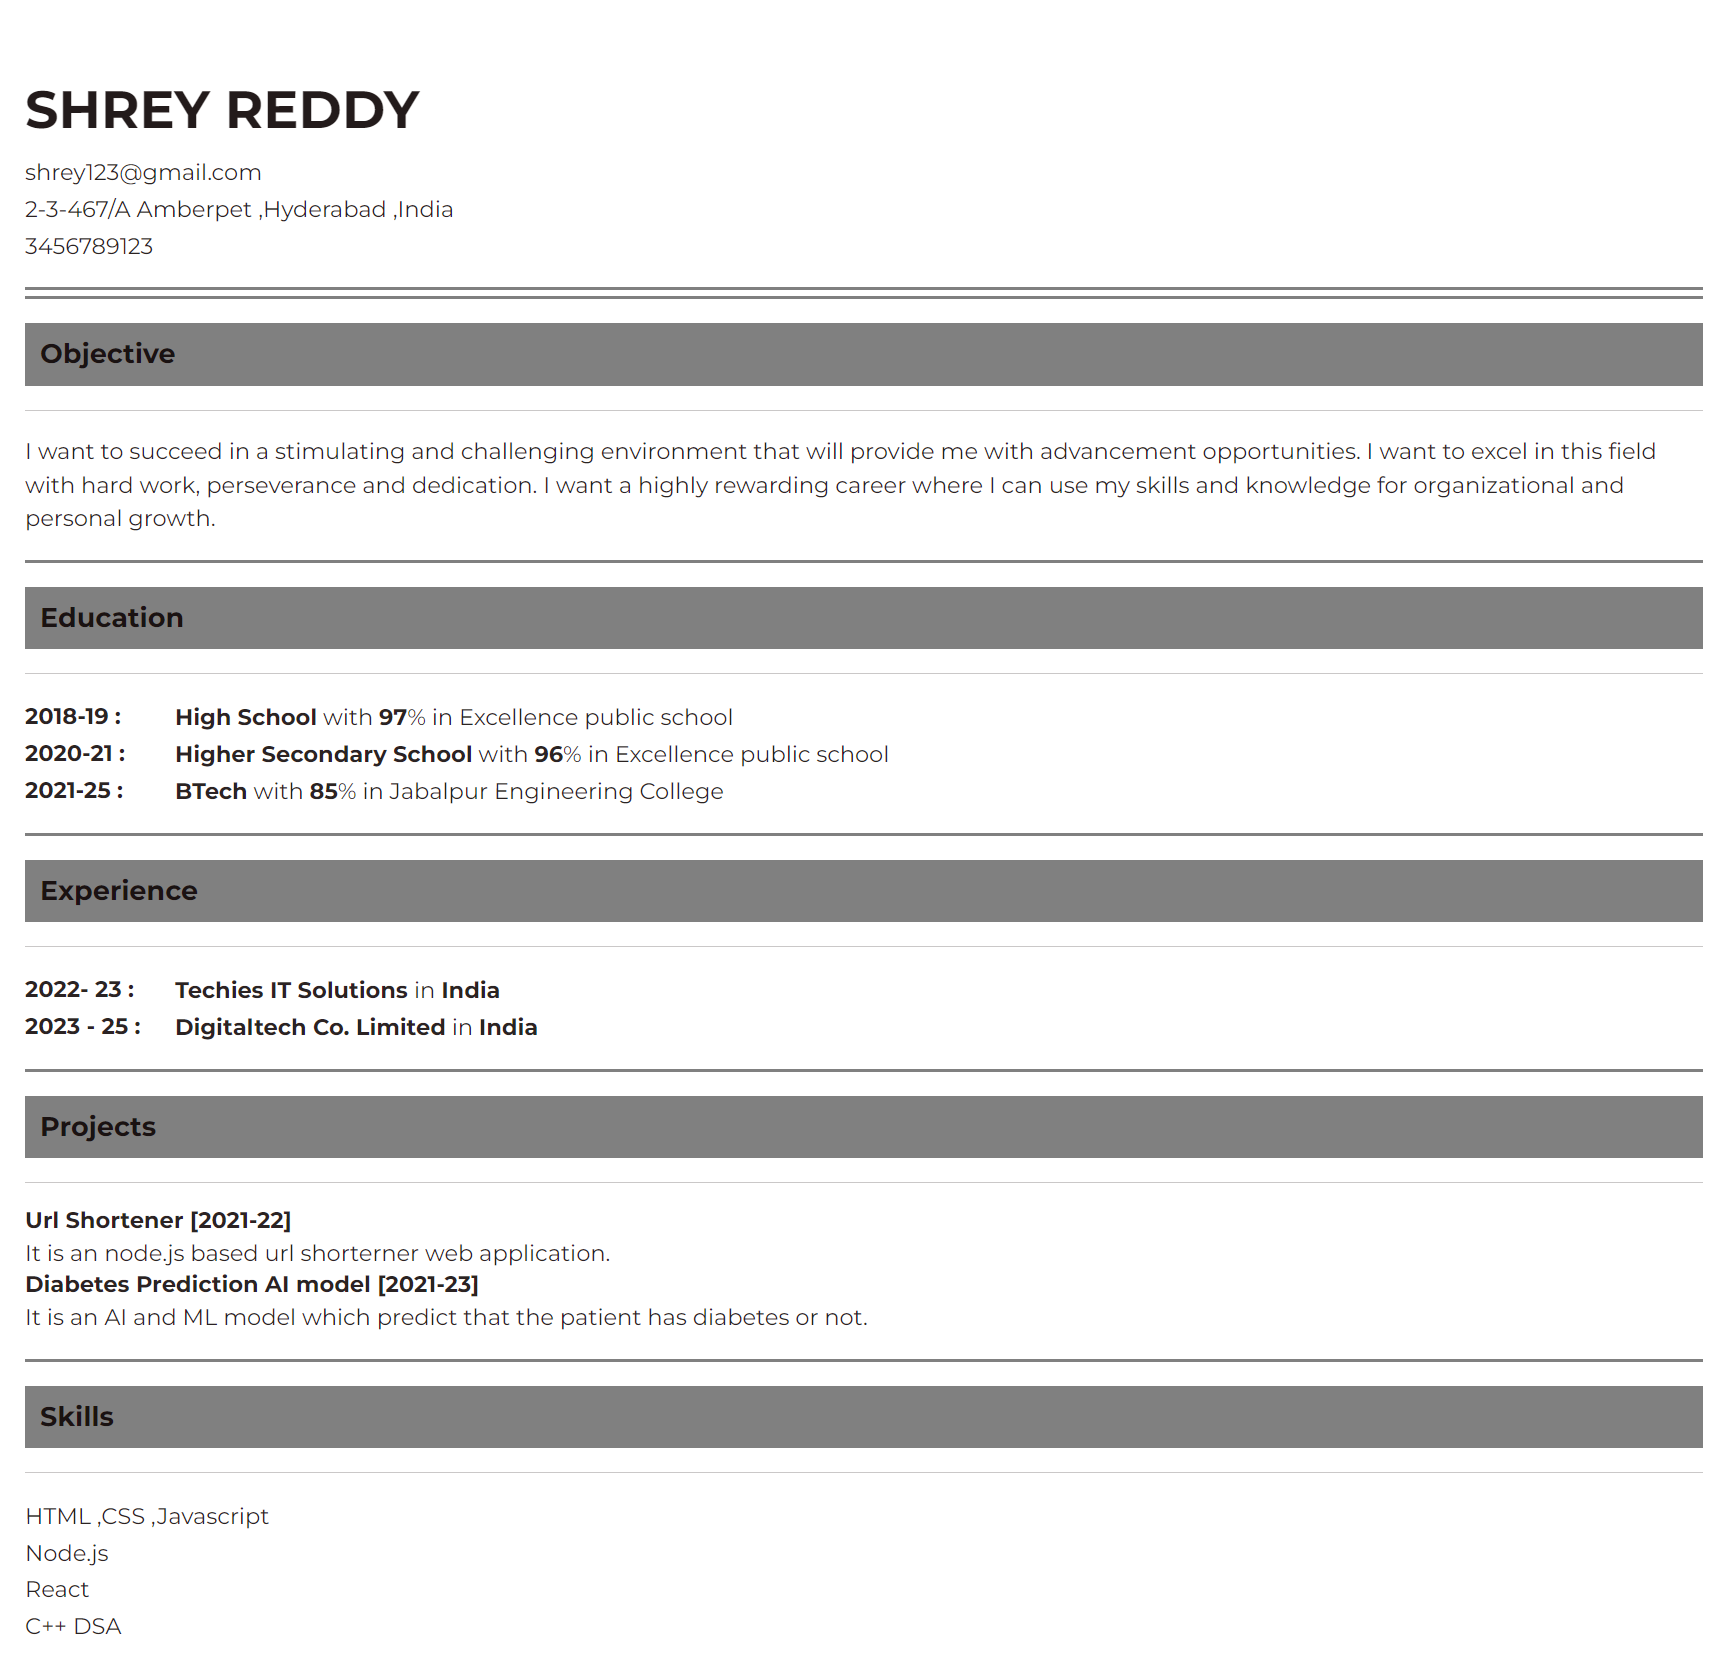 SHREY REDDY
shrey123@gmail.com
2-3-467/A Amberpet ,Hyderabad ,India
3456789123
Objective
I want to succeed in a stimulating and challenging environment that will provide me with advancement opportunities. I want to excel in this field
with hard work, perseverance and dedication. I want a highly rewarding career where I can use my skills and knowledge for organizational and
personal growth.
Education
2018-19 : High School with 97% in Excellence public school
2020-21 : Higher Secondary School with 96% in Excellence public school
2021-25 : BTech with 85% in Jabalpur Engineering College
Experience
2022- 23 : Techies IT Solutions in India
2023 - 25 : Digitaltech Co. Limited in India
Projects
Url Shortener [2021-22]
It is an node.js based url shorterner web application.
Diabetes Prediction AI model [2021-23]
It is an AI and ML model which predict that the patient has diabetes or not.
Skills
HTML ,CSS ,Javascript
Node.js
React
C++ DSA